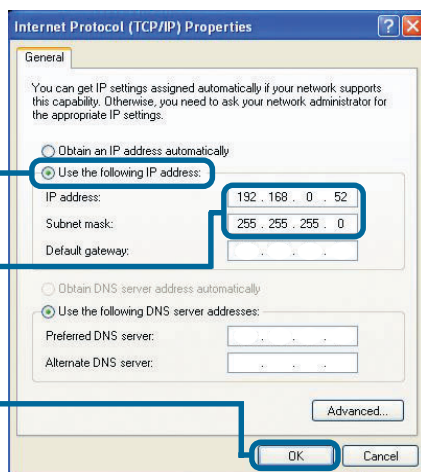 Internet Protocol (TCP/IP) Properties
General
You can get IP settings assigned automatically if your network supports
this capability. Otherwise, you need to ask your network administrator for
the appropriate IP settings.
Obtain an IP address automatically
Use the following IP address:
IP address: 192 . 168 . 0 . 52
Subnet mask: 255 . 255 . 255 . 0
Default gateway: . . .
Obtain DNS server address automatically
Use the following DNS server addresses:
Preferred DNS server: . . .
Alternate DNS server: . . .
Advanced...
OK Cancel